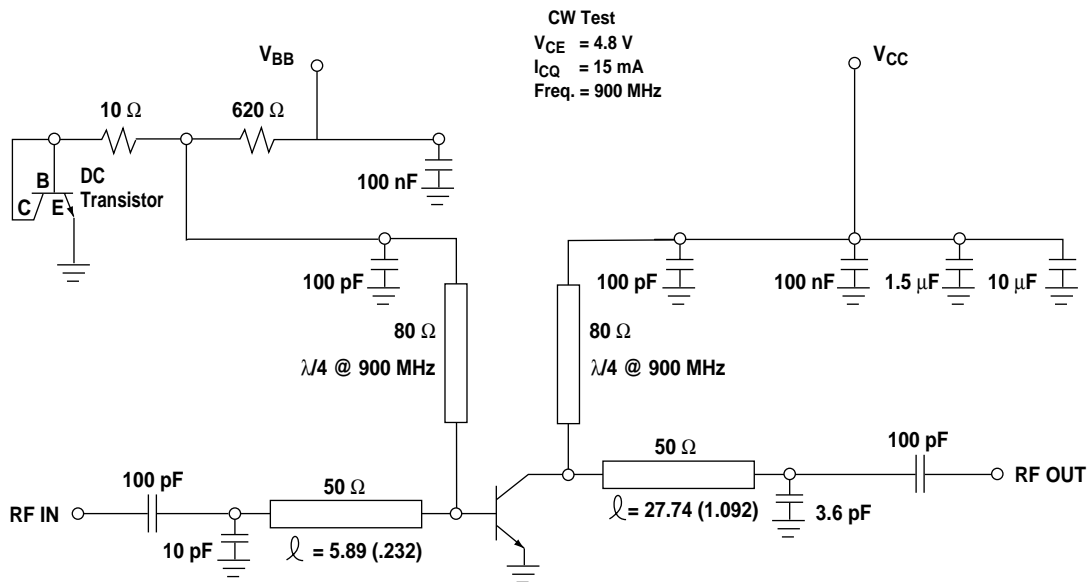 CW Test
VCE = 4.8 V
ICQ = 15 mA
Freq. = 900 MHz
VBB
VCC
10 Ω
620 Ω
100 nF
B
C
E
DC
Transistor
100 pF
80 Ω
λ/4 @ 900 MHz
100 pF
100 nF
1.5 μF
10 μF
80 Ω
λ/4 @ 900 MHz
RF IN
100 pF
10 pF
50 Ω
ℓ = 5.89 (.232)
50 Ω
ℓ = 27.74 (1.092)
3.6 pF
100 pF
RF OUT